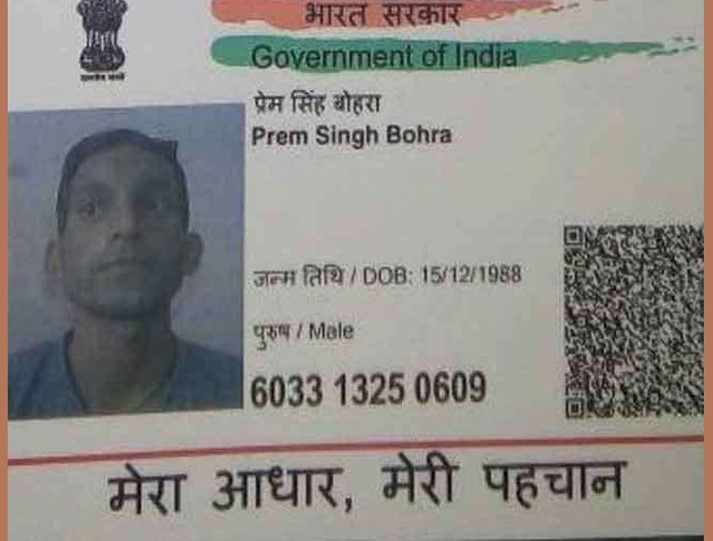 भारत सरकार
Government of India
प्रेम सिंह बोहरा
Prem Singh Bohra
जन्म तिथि / DOB: 15/12/1988
पुरुष / Male
6033 1325 0609
मेरा आधार, मेरी पहचान